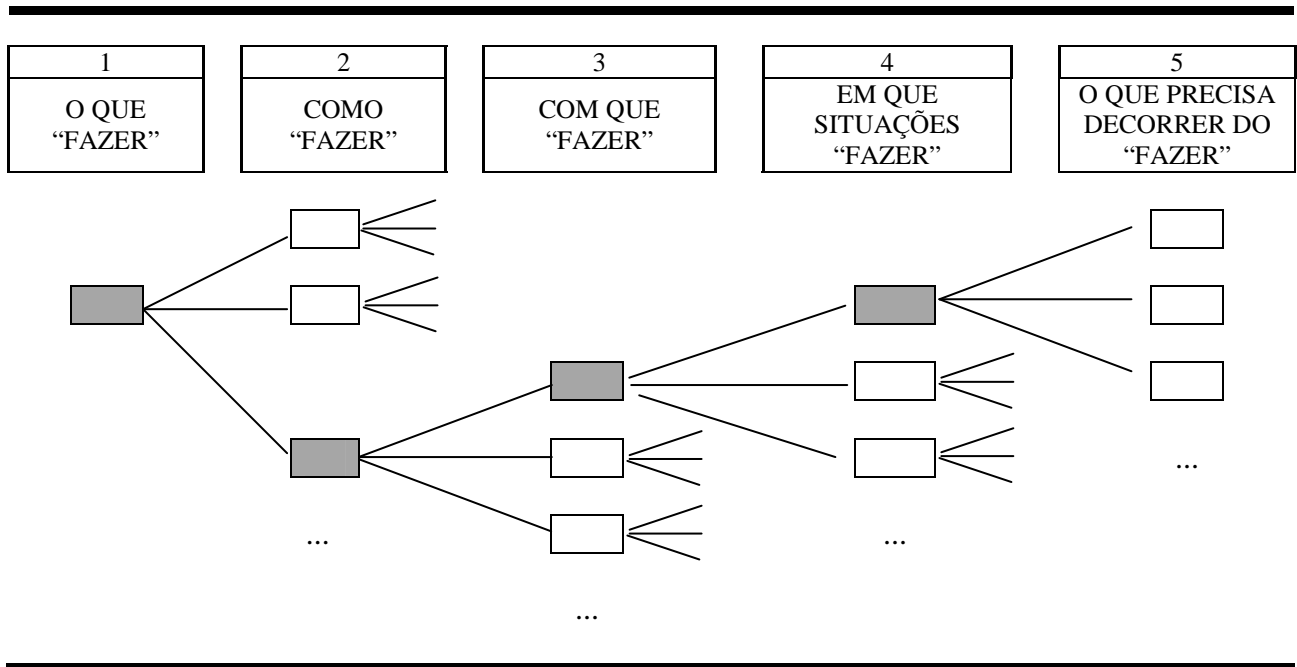 1
O QUE
“FAZER”
2
COMO
“FAZER”
3
COM QUE
“FAZER”
4
EM QUE
SITUAÇÕES
“FAZER”
5
O QUE PRECISA
DECORRER DO
“FAZER”
...
...
...
...